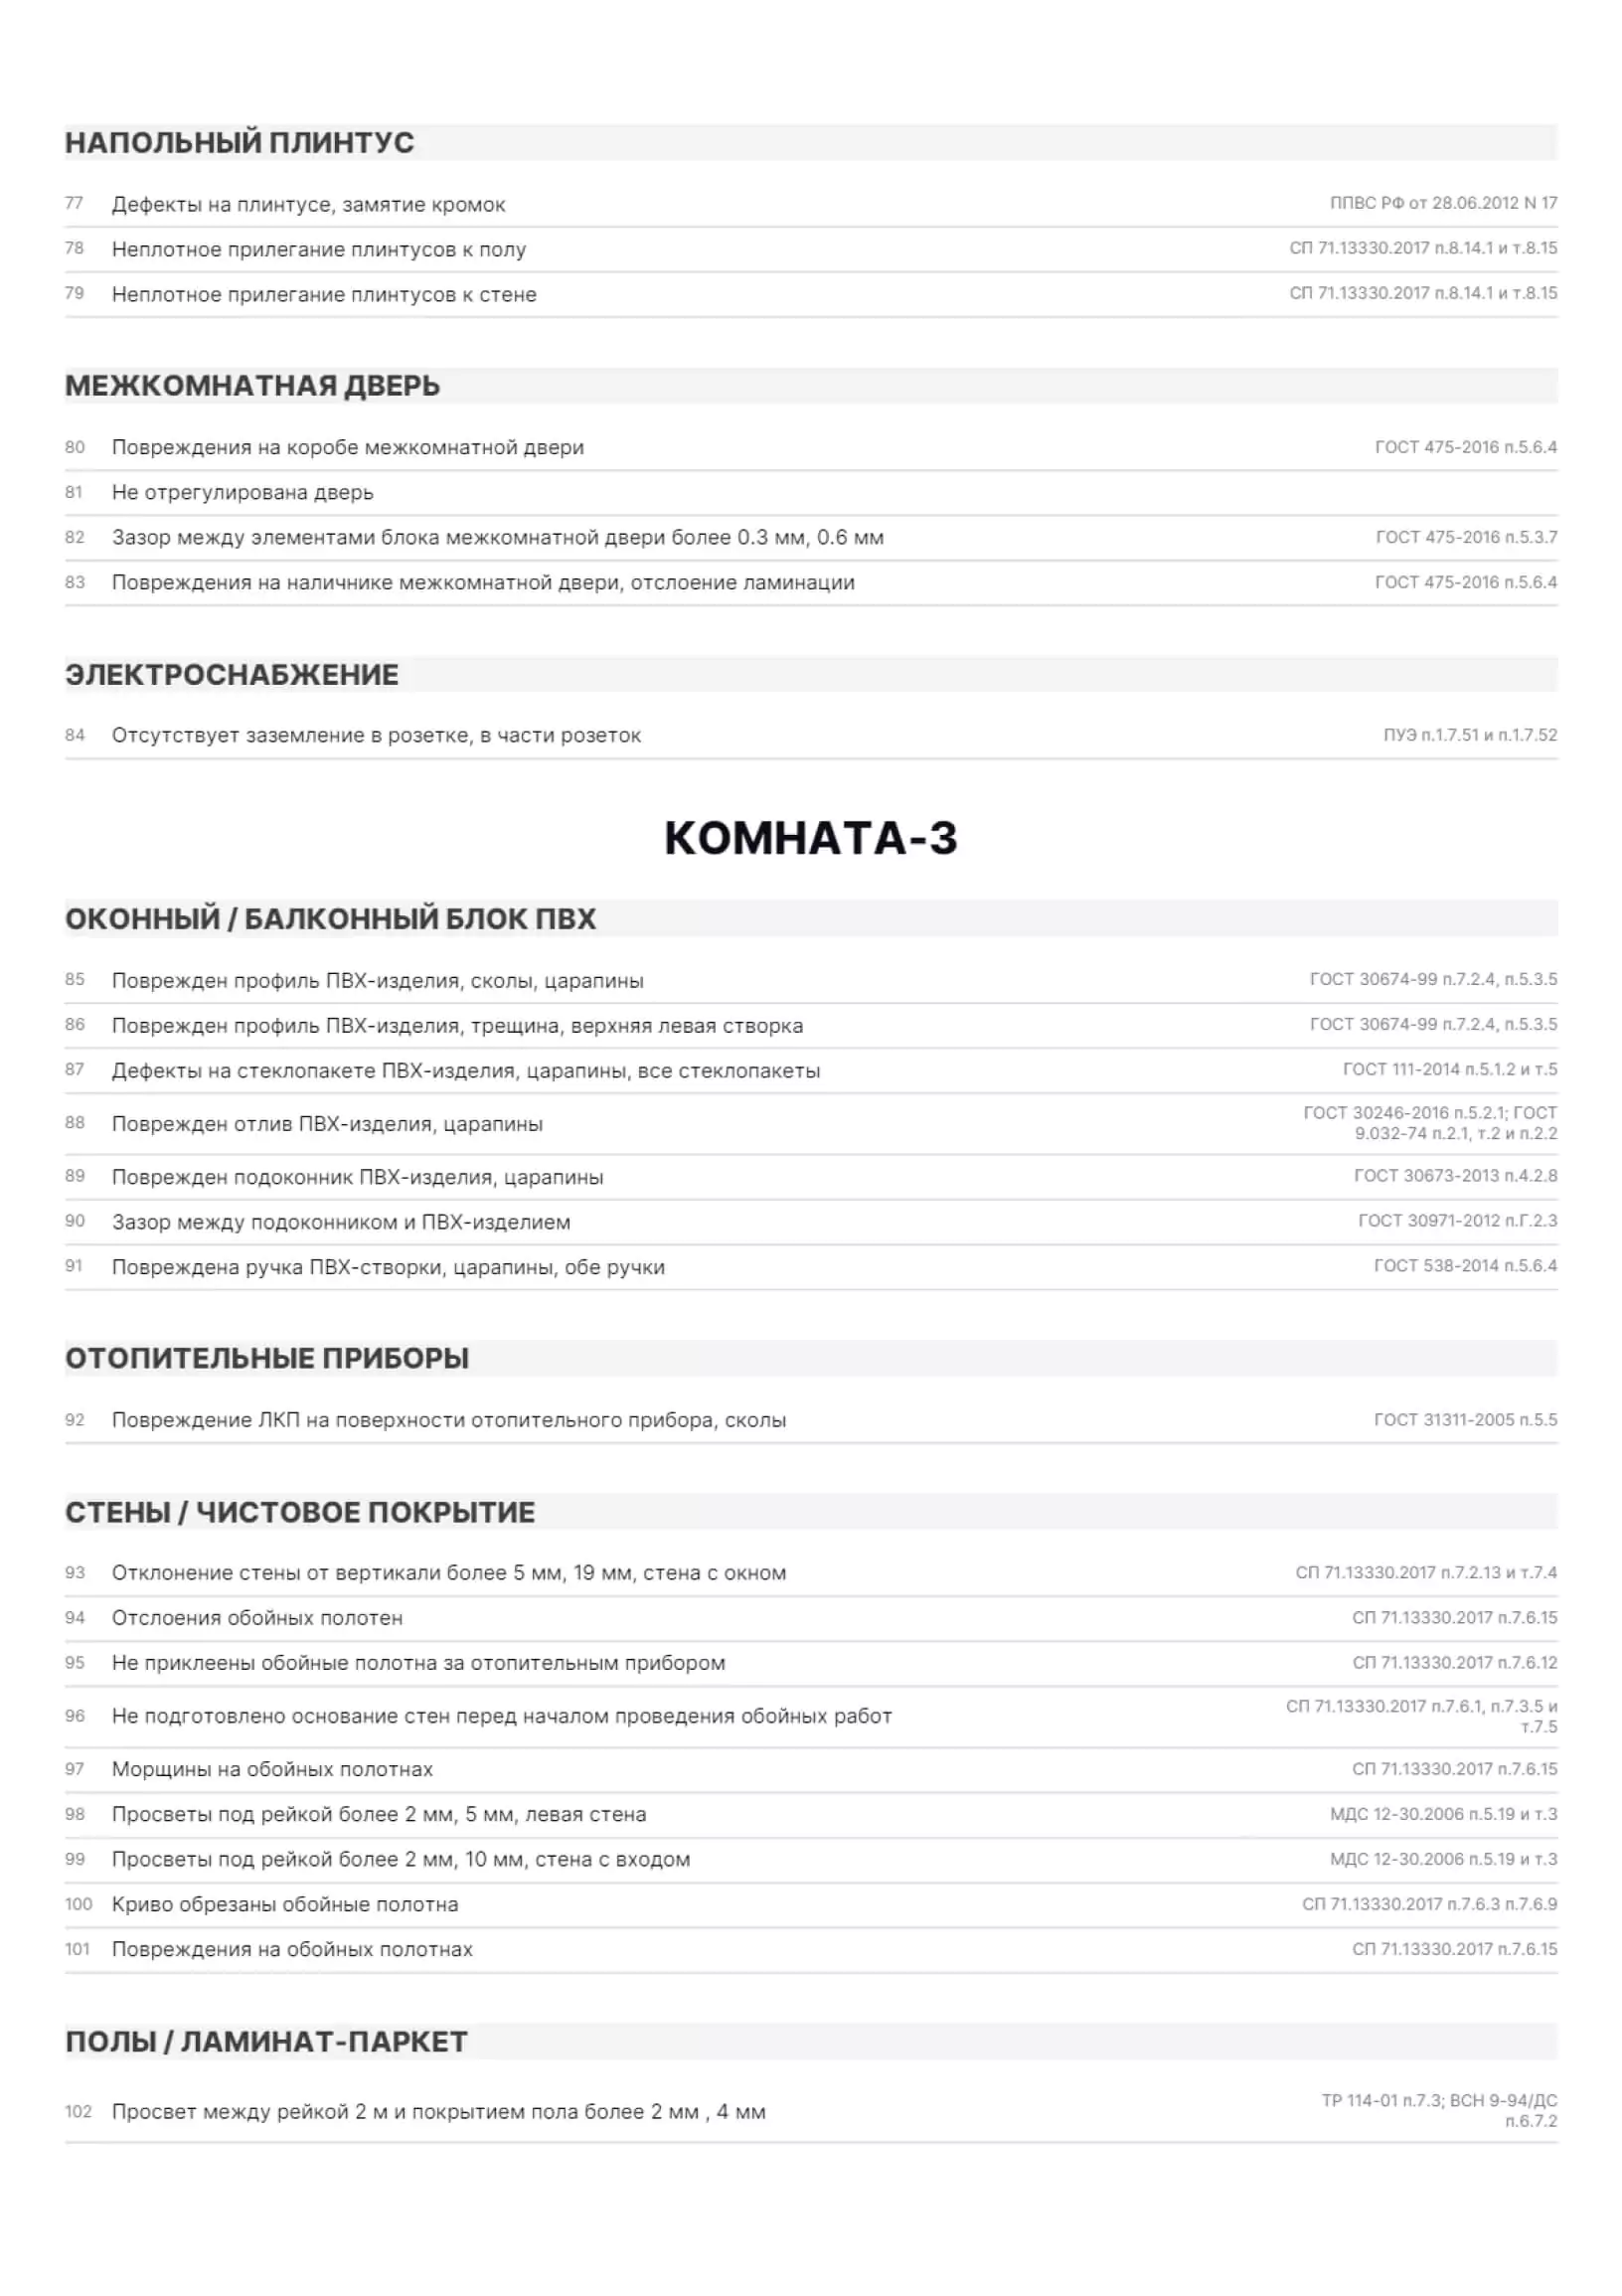 НАПОЛЬНЫЙ ПЛИНТУС
77 Дефекты на плинтусе, замятие кромок ППВС РФ от 28.06.2012 N 17
78 Неплотное прилегание плинтусов к полу СП 71.13330.2017 п.8.14.1 и т.8.15
79 Неплотное прилегание плинтусов к стене СП 71.13330.2017 п.8.14.1 и т.8.15
МЕЖКОМНАТНАЯ ДВЕРЬ
80 Повреждения на коробе межкомнатной двери ГОСТ 475-2016 п.5.6.4
81 Не отрегулирована дверь
82 Зазор между элементами блока межкомнатной двери более 0.3 мм, 0.6 мм ГОСТ 475-2016 п.5.3.7
83 Повреждения на наличнике межкомнатной двери, отслоение ламинации ГОСТ 475-2016 п.5.6.4
ЭЛЕКТРОСНАБЖЕНИЕ
84 Отсутствует заземление в розетке, в части розеток ПУЭ п.1.7.51 и п.1.7.52
КОМНАТА-3
ОКОННЫЙ / БАЛКОННЫЙ БЛОК ПВХ
85 Поврежден профиль ПВХ-изделия, сколы, царапины ГОСТ 30674-99 п.7.2.4, п.5.3.5
86 Поврежден профиль ПВХ-изделия, трещина, верхняя левая створка ГОСТ 30674-99 п.7.2.4, п.5.3.5
87 Дефекты на стеклопакете ПВХ-изделия, царапины, все стеклопакеты ГОСТ 111-2014 п.5.1.2 и т.5
88 Поврежден отлив ПВХ-изделия, царапины ГОСТ 30246-2016 п.5.2.1; ГОСТ
9.032-74 п.2.1, т.2 и п.2.2
89 Поврежден подоконник ПВХ-изделия, царапины ГОСТ 30673-2013 п.4.2.8
90 Зазор между подоконником и ПВХ-изделием ГОСТ 30971-2012 п.Г.2.3
91 Повреждена ручка ПВХ-створки, царапины, обе ручки ГОСТ 538-2014 п.5.6.4
ОТОПИТЕЛЬНЫЕ ПРИБОРЫ
92 Повреждение ЛКП на поверхности отопительного прибора, сколы ГОСТ 31311-2005 п.5.5
СТЕНЫ / ЧИСТОВОЕ ПОКРЫТИЕ
93 Отклонение стены от вертикали более 5 мм, 19 мм, стена с окном СП 71.13330.2017 п.7.2.13 и т.7.4
94 Отслоения обойных полотен СП 71.13330.2017 п.7.6.15
95 Не приклеены обойные полотна за отопительным прибором СП 71.13330.2017 п.7.6.12
96 Не подготовлено основание стен перед началом проведения обойных работ СП 71.13330.2017 п.7.6.1, п.7.3.5 и
т.7.5
97 Морщины на обойных полотнах СП 71.13330.2017 п.7.6.15
98 Просветы под рейкой более 2 мм, 5 мм, левая стена МДС 12-30.2006 п.5.19 и т.3
99 Просветы под рейкой более 2 мм, 10 мм, стена с входом МДС 12-30.2006 п.5.19 и т.3
100 Криво обрезаны обойные полотна СП 71.13330.2017 п.7.6.3 п.7.6.9
101 Повреждения на обойных полотнах СП 71.13330.2017 п.7.6.15
ПОЛЫ / ЛАМИНАТ-ПАРКЕТ
102 Просвет между рейкой 2 м и покрытием пола более 2 мм , 4 мм ТР 114-01 п.7.3; ВСН 9-94/ДС
п.6.7.2